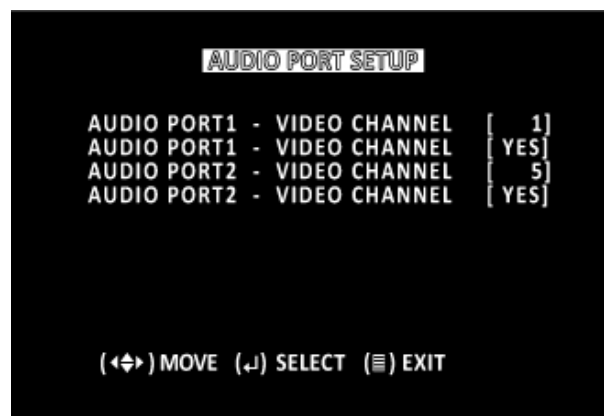 AUDIO PORT SETUP
AUDIO PORT1 - VIDEO CHANNEL [ 1]
AUDIO PORT1 - VIDEO CHANNEL [ YES]
AUDIO PORT2 - VIDEO CHANNEL [ 5]
AUDIO PORT2 - VIDEO CHANNEL [ YES]
( ) MOVE (↵) SELECT (≣) EXIT